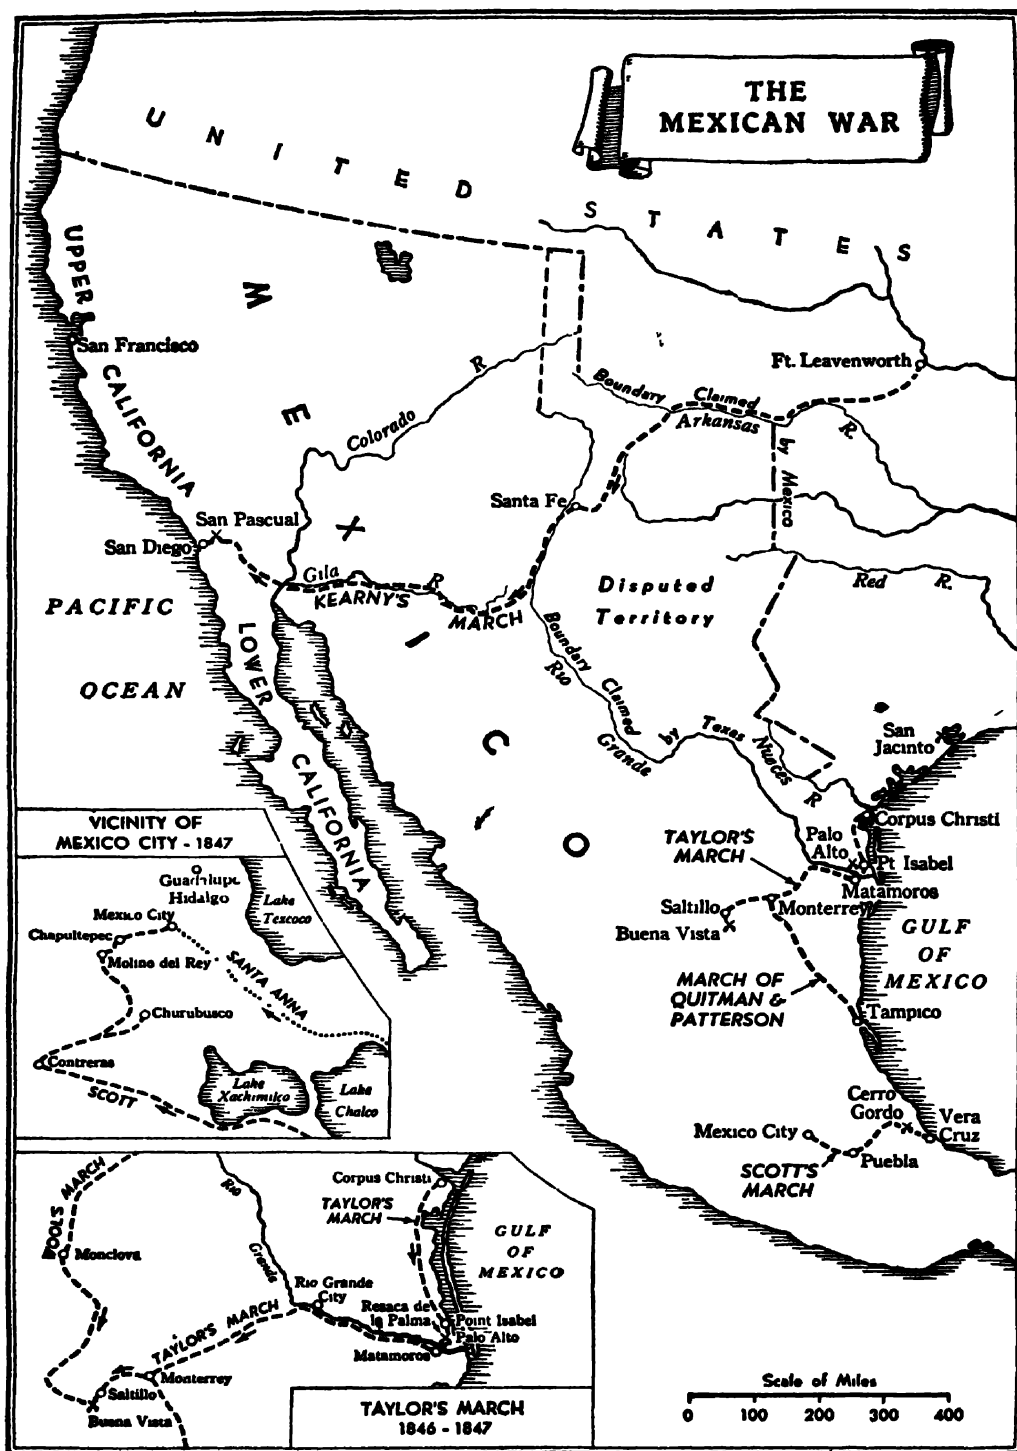 THE
MEXICAN WAR
UNITED
STATES
UPPER
CALIFORNIA
San Francisco
MEXICO
Colorado R
Ft. Leavenworth
Boundary Claimed
by Mexico
Arkansas R.
Santa Fe
San Pascual
San Diego
Gila R
KEARNY'S
MARCH
PACIFIC
OCEAN
LOWER
CALIFORNIA
Disputed
Territory
Red R.
Boundary Claimed by Texas
Rio
Grande
Nueces R
San
Jacinto
Corpus Christi
Palo
Alto
Pt Isabel
Matamoros
TAYLOR'S
MARCH
Saltillo
Monterrey
Buena Vista
GULF
OF
MEXICO
MARCH OF
QUITMAN &
PATTERSON
Tampico
Cerro
Gordo
Vera
Cruz
Mexico City
Puebla
SCOTT'S
MARCH
VICINITY OF
MEXICO CITY - 1847
Guadalupe
Hidalgo
Lake
Texcoco
Mexico City
Chapultepec
Molino del Rey
SANTA ANNA
Churubusco
Contreras
SCOTT
Lake
Xachimilco
Lake
Chalco
POOL'S MARCH
Monclova
Rio
Grande
Corpus Christi
TAYLOR'S
MARCH
GULF
OF
MEXICO
Rio Grande
City
Resaca de
la Palma
Point Isabel
Palo Alto
Matamoros
TAYLOR'S MARCH
Monterrey
Saltillo
Buena Vista
TAYLOR'S MARCH
1846 - 1847
Scale of Miles
0 100 200 300 400